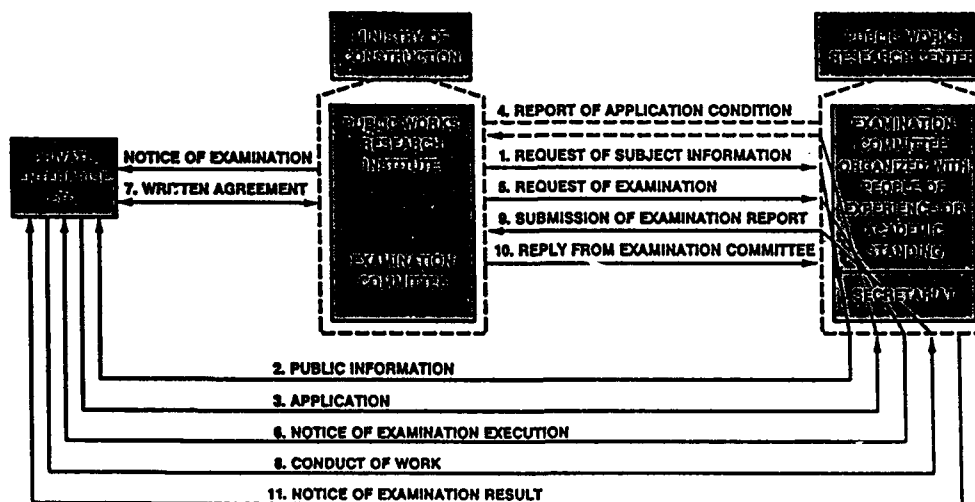 MINISTRY OF
CONSTRUCTION
PUBLIC WORKS
RESEARCH CENTER
4. REPORT OF APPLICATION CONDITION
PUBLIC WORKS
RESEARCH
INSTITUTE
EXAMINATION
COMMITTEE
ORGANIZED WITH
PEOPLE OF
EXPERIENCE OR
ACADEMIC
STANDING
PRIVATE
ENTERPRISE
NOTICE OF EXAMINATION
1. REQUEST OF SUBJECT INFORMATION
7. WRITTEN AGREEMENT
5. REQUEST OF EXAMINATION
9. SUBMISSION OF EXAMINATION REPORT
10. REPLY FROM EXAMINATION COMMITTEE
EXAMINATION
COMMITTEE
SECRETARIAT
2. PUBLIC INFORMATION
3. APPLICATION
6. NOTICE OF EXAMINATION EXECUTION
8. CONDUCT OF WORK
11. NOTICE OF EXAMINATION RESULT